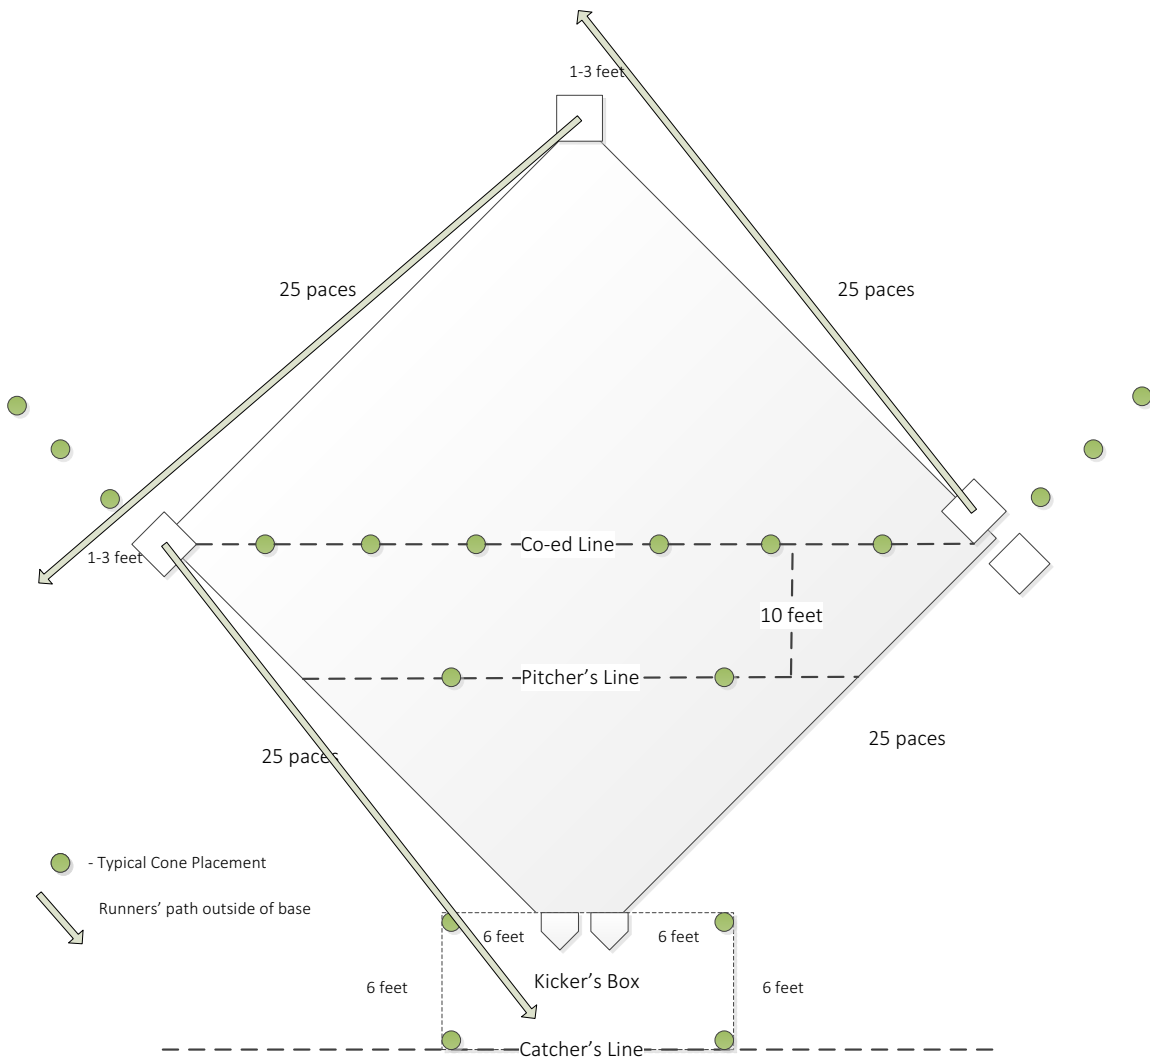 1-3 feet
25 paces
25 paces
Co-ed Line
1-3 feet
10 feet
Pitcher's Line
25 paces
25 paces
- Typical Cone Placement
Runners' path outside of base
6 feet
6 feet
Kicker's Box
6 feet
6 feet
Catcher's Line